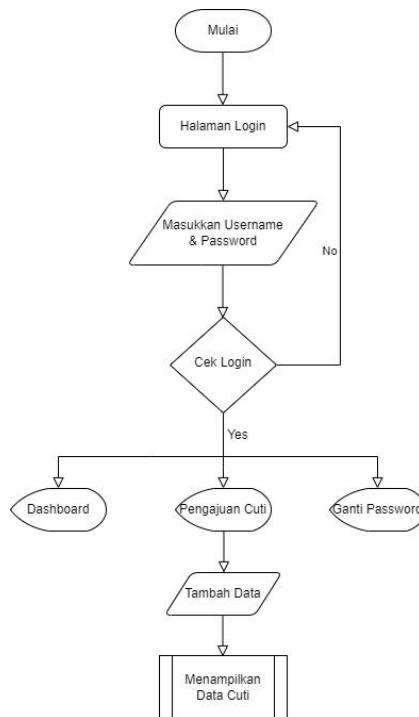 Mulai
Halaman Login
Masukkan Username
& Password
No
Cek Login
Yes
Dashboard
Pengajuan Cuti
Ganti Password
Tambah Data
Menampilkan
Data Cuti